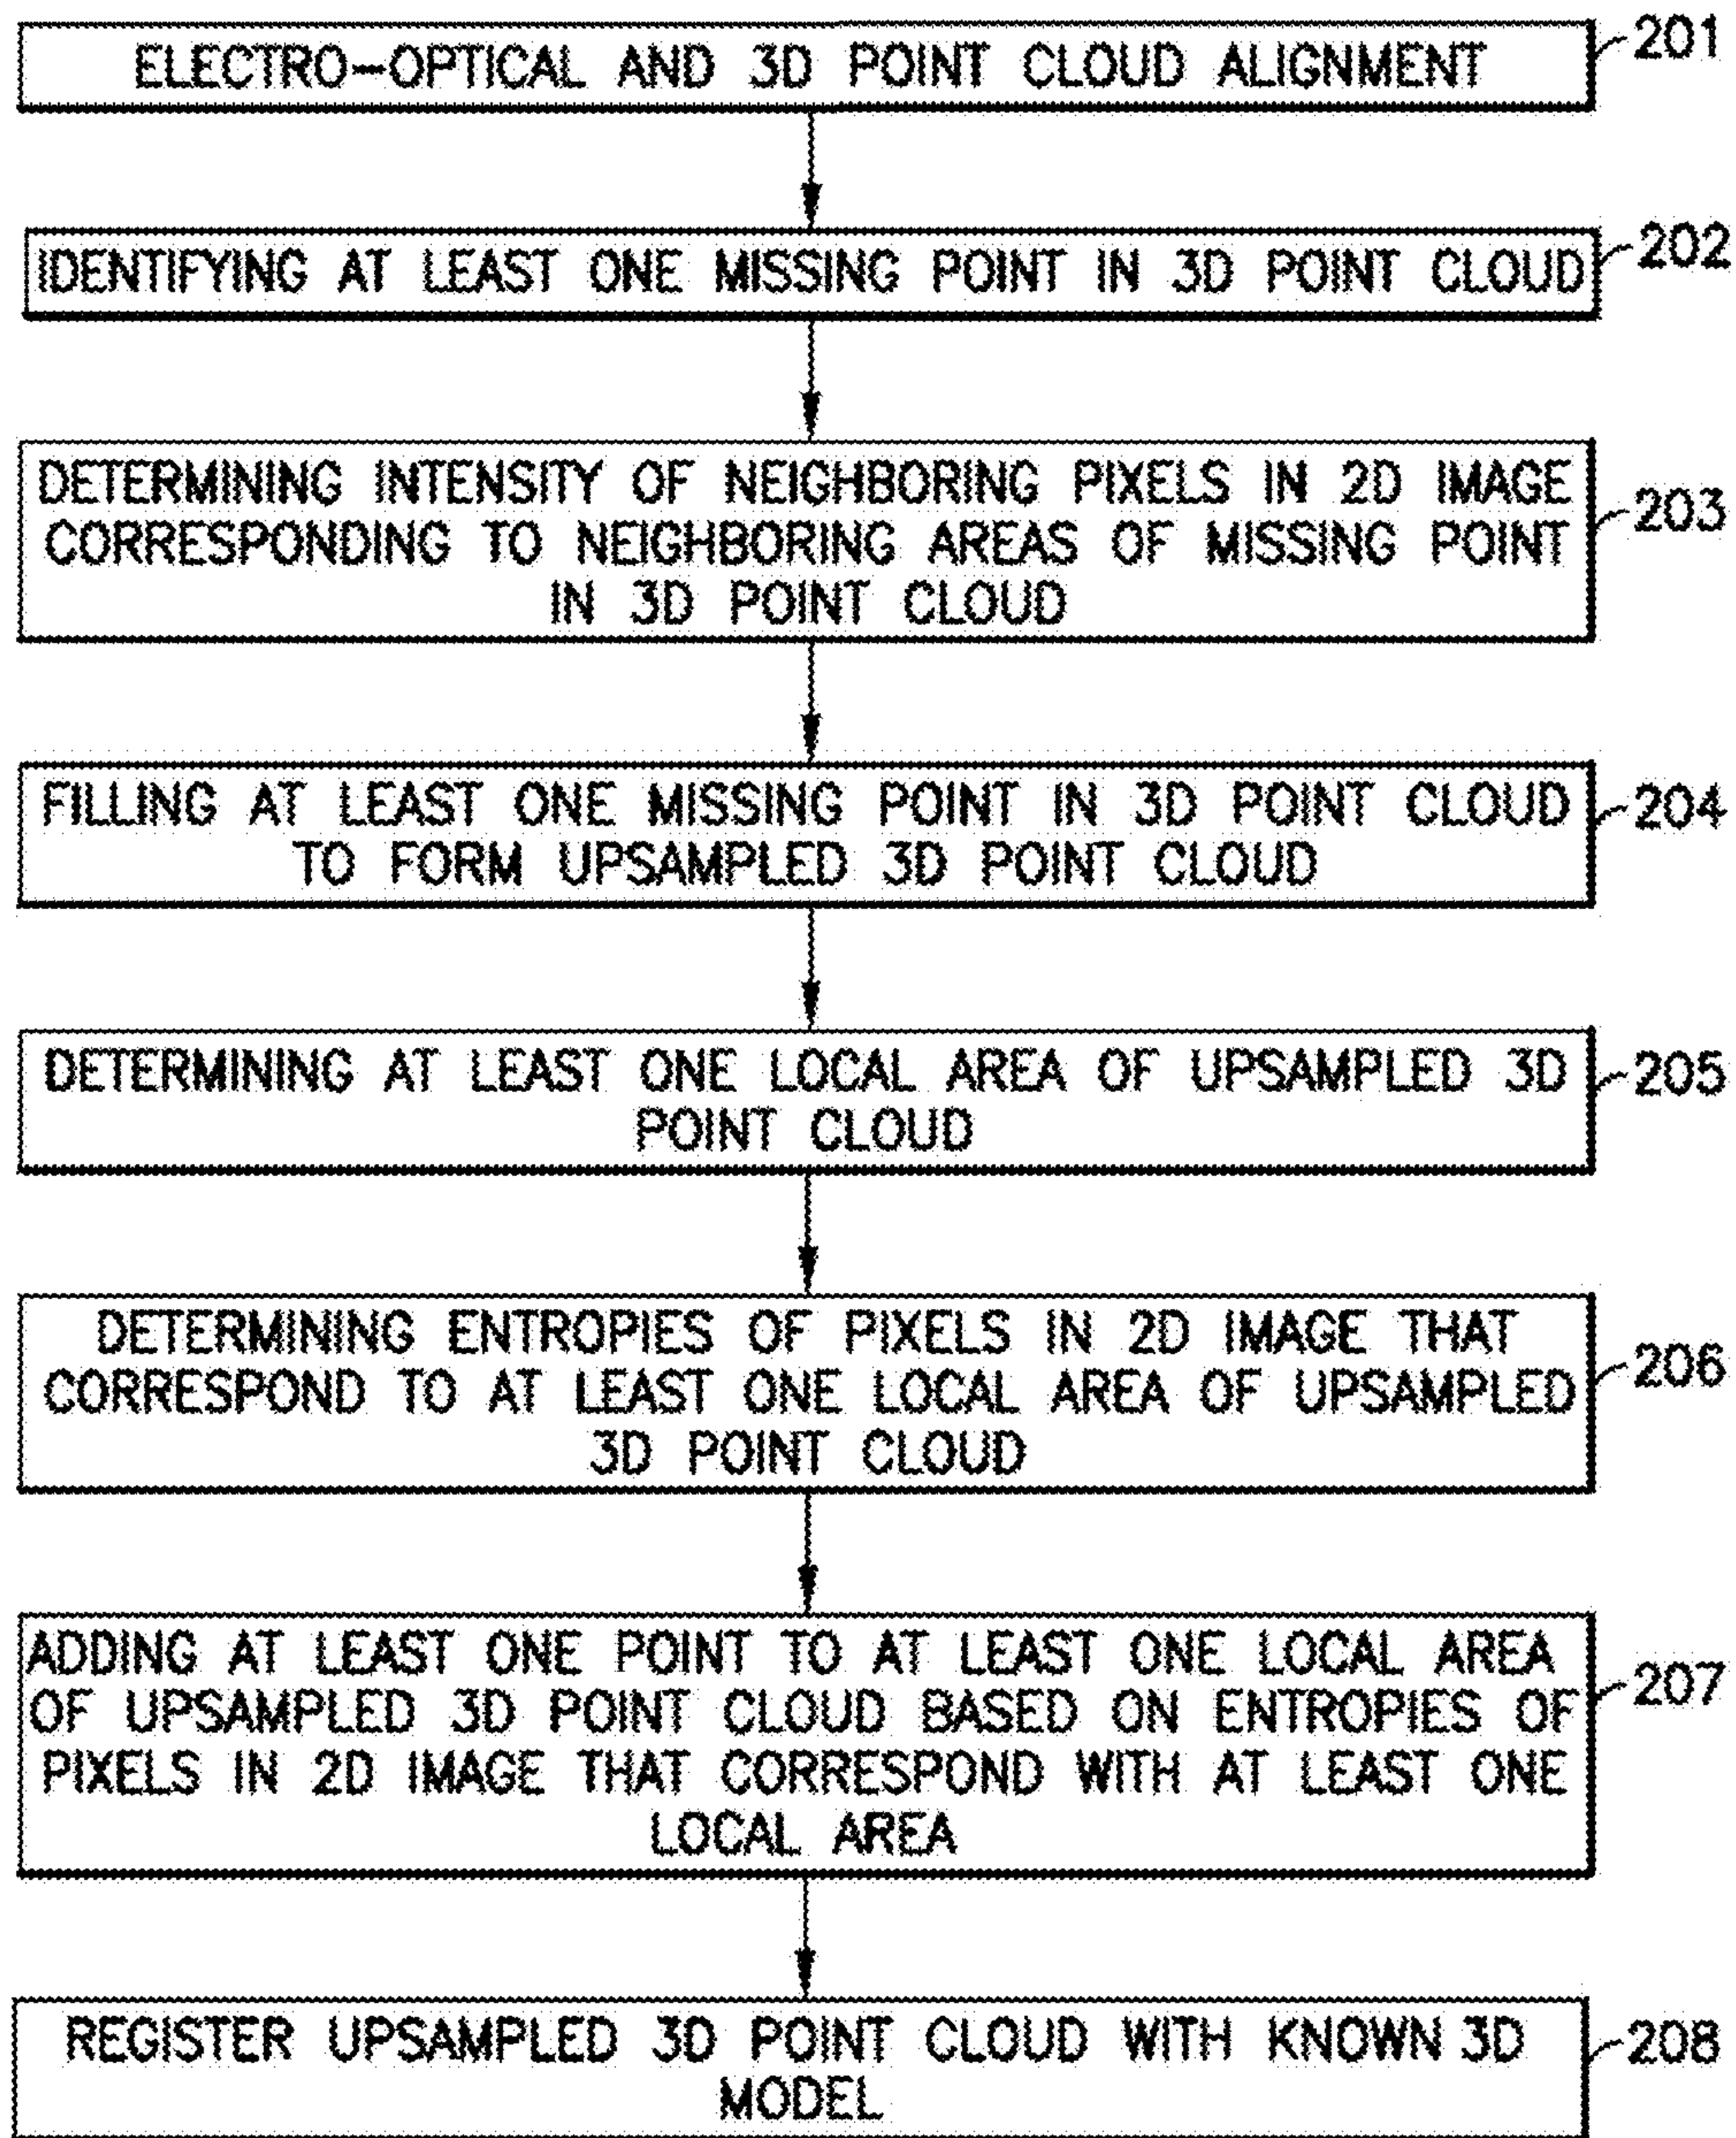 ELECTRO-OPTICAL AND 3D POINT CLOUD ALIGNMENT
201
IDENTIFYING AT LEAST ONE MISSING POINT IN 3D POINT CLOUD
202
DETERMINING INTENSITY OF NEIGHBORING PIXELS IN 2D IMAGE
CORRESPONDING TO NEIGHBORING AREAS OF MISSING POINT
IN 3D POINT CLOUD
203
FILLING AT LEAST ONE MISSING POINT IN 3D POINT CLOUD
TO FORM UPSAMPLED 3D POINT CLOUD
204
DETERMINING AT LEAST ONE LOCAL AREA OF UPSAMPLED 3D
POINT CLOUD
205
DETERMINING ENTROPIES OF PIXELS IN 2D IMAGE THAT
CORRESPOND TO AT LEAST ONE LOCAL AREA OF UPSAMPLED
3D POINT CLOUD
206
ADDING AT LEAST ONE POINT TO AT LEAST ONE LOCAL AREA
OF UPSAMPLED 3D POINT CLOUD BASED ON ENTROPIES OF
PIXELS IN 2D IMAGE THAT CORRESPOND WITH AT LEAST ONE
LOCAL AREA
207
REGISTER UPSAMPLED 3D POINT CLOUD WITH KNOWN 3D
MODEL
208